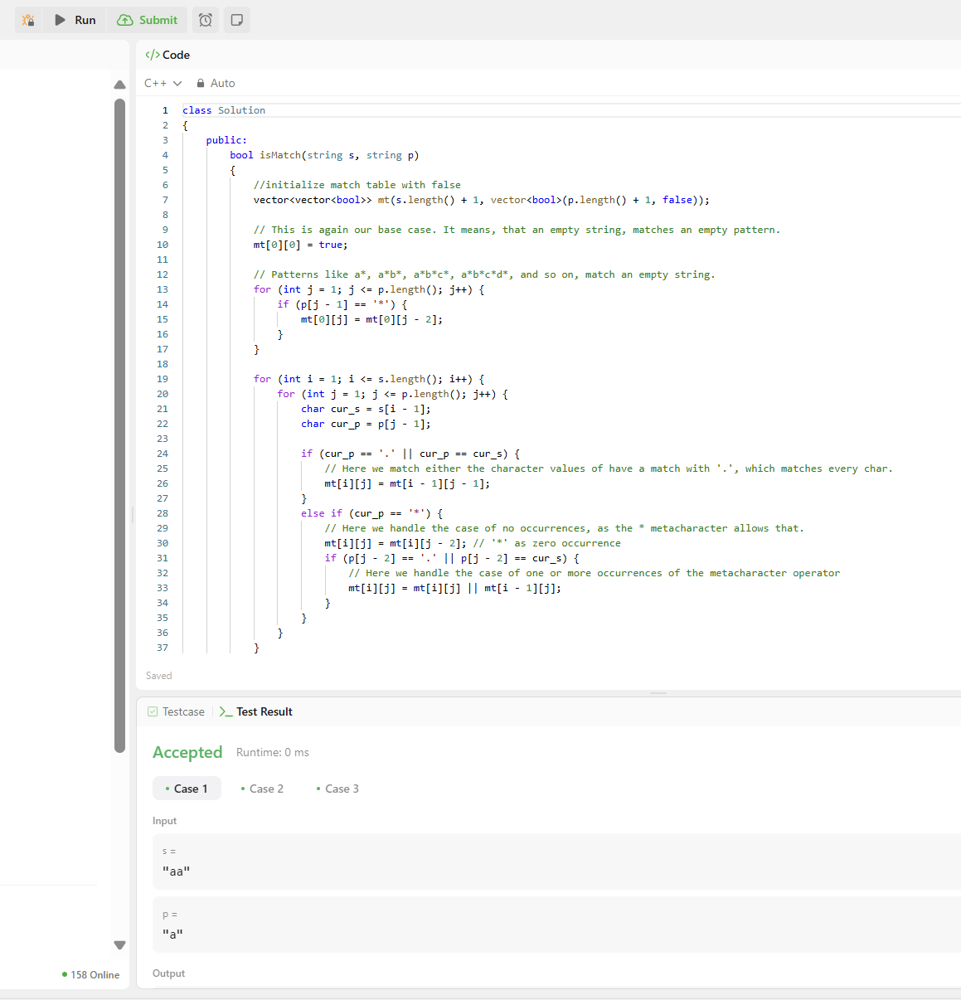 Run
Submit
</> Code
C++
Auto
1 class Solution
2 {
3 public:
4 bool isMatch(string s, string p)
5 {
6 //initialize match table with false
7 vector<vector<bool>> mt(s.length() + 1, vector<bool>(p.length() + 1, false));
8
9 // This is again our base case. It means, that an empty string, matches an empty pattern.
10 mt[0][0] = true;
11
12 // Patterns like a*, a*b*, a*b*c*, a*b*c*d*, and so on, match an empty string.
13 for (int j = 1; j <= p.length(); j++) {
14 if (p[j - 1] == '*') {
15 mt[0][j] = mt[0][j - 2];
16 }
17 }
18
19 for (int i = 1; i <= s.length(); i++) {
20 for (int j = 1; j <= p.length(); j++) {
21 char cur_s = s[i - 1];
22 char cur_p = p[j - 1];
23
24 if (cur_p == '.' || cur_p == cur_s) {
25 // Here we match either the character values of have a match with '.', which matches every char.
26 mt[i][j] = mt[i - 1][j - 1];
27 }
28 else if (cur_p == '*') {
29 // Here we handle the case of no occurrences, as the * metacharacter allows that.
30 mt[i][j] = mt[i][j - 2]; // '*' as zero occurrence
31 if (p[j - 2] == '.' || p[j - 2] == cur_s) {
32 // Here we handle the case of one or more occurrences of the metacharacter operator
33 mt[i][j] = mt[i][j] || mt[i - 1][j];
34 }
35 }
36 }
37 }
Saved
Testcase
Test Result
Accepted Runtime: 0 ms
Case 1
Case 2
Case 3
Input
s =
"aa"
p =
"a"
158 Online
Output